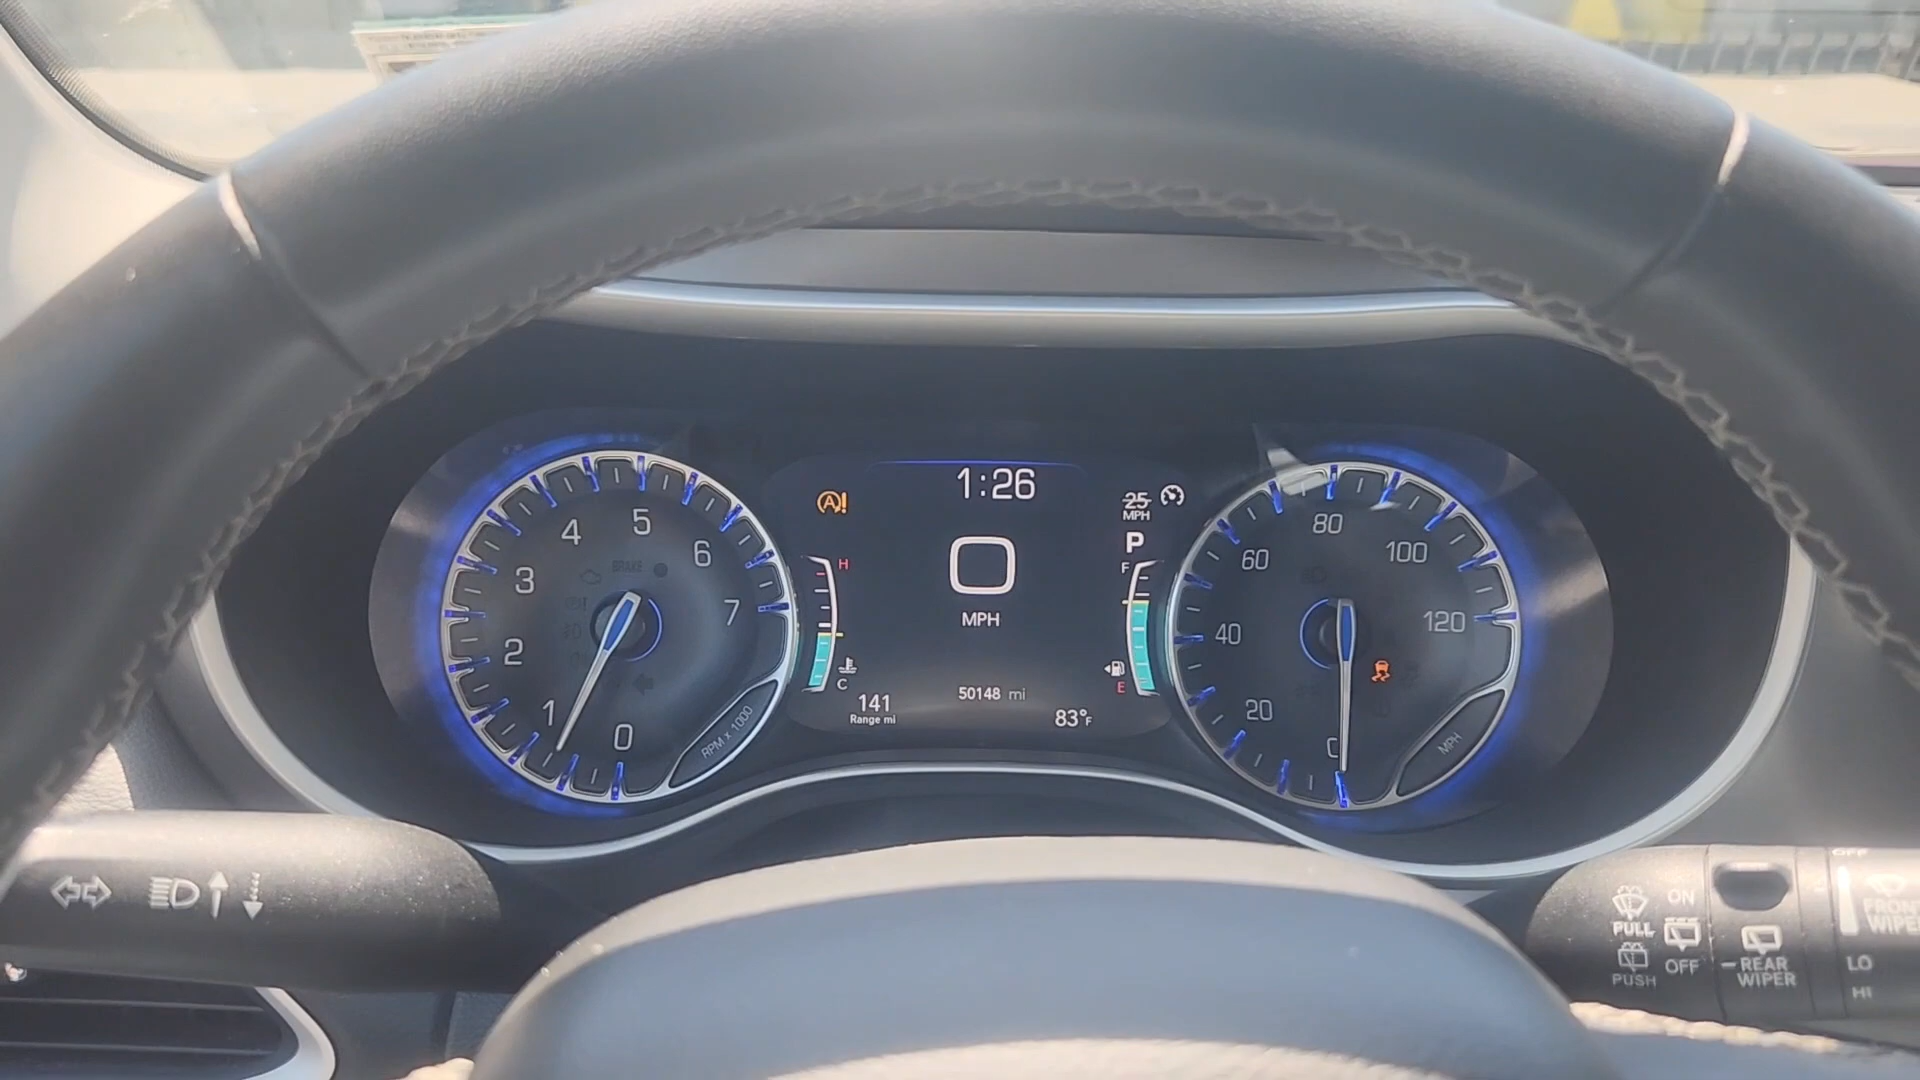 1:26
A!
25
MPH
P
0
MPH
H
C
F
E
141
Range mi
50148 mi
83°F
0
1
2
3
4
5
6
7
BRAKE
RPM x 1000
0
20
40
60
80
100
120
MPH
ON
PULL
OFF
PUSH
REAR
WIPER
OFF
FRONT
WIPER
LO
HI